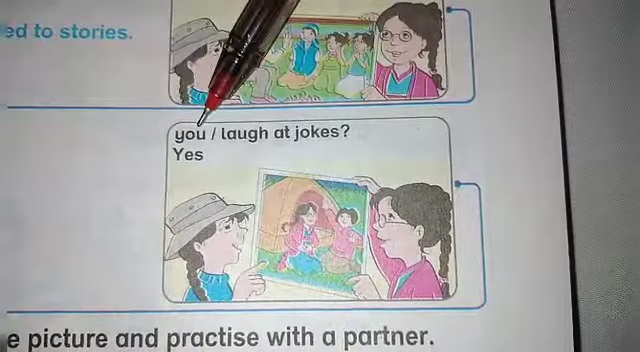 ed to stories.
you / laugh at jokes?
Yes
e picture and practise with a partner.